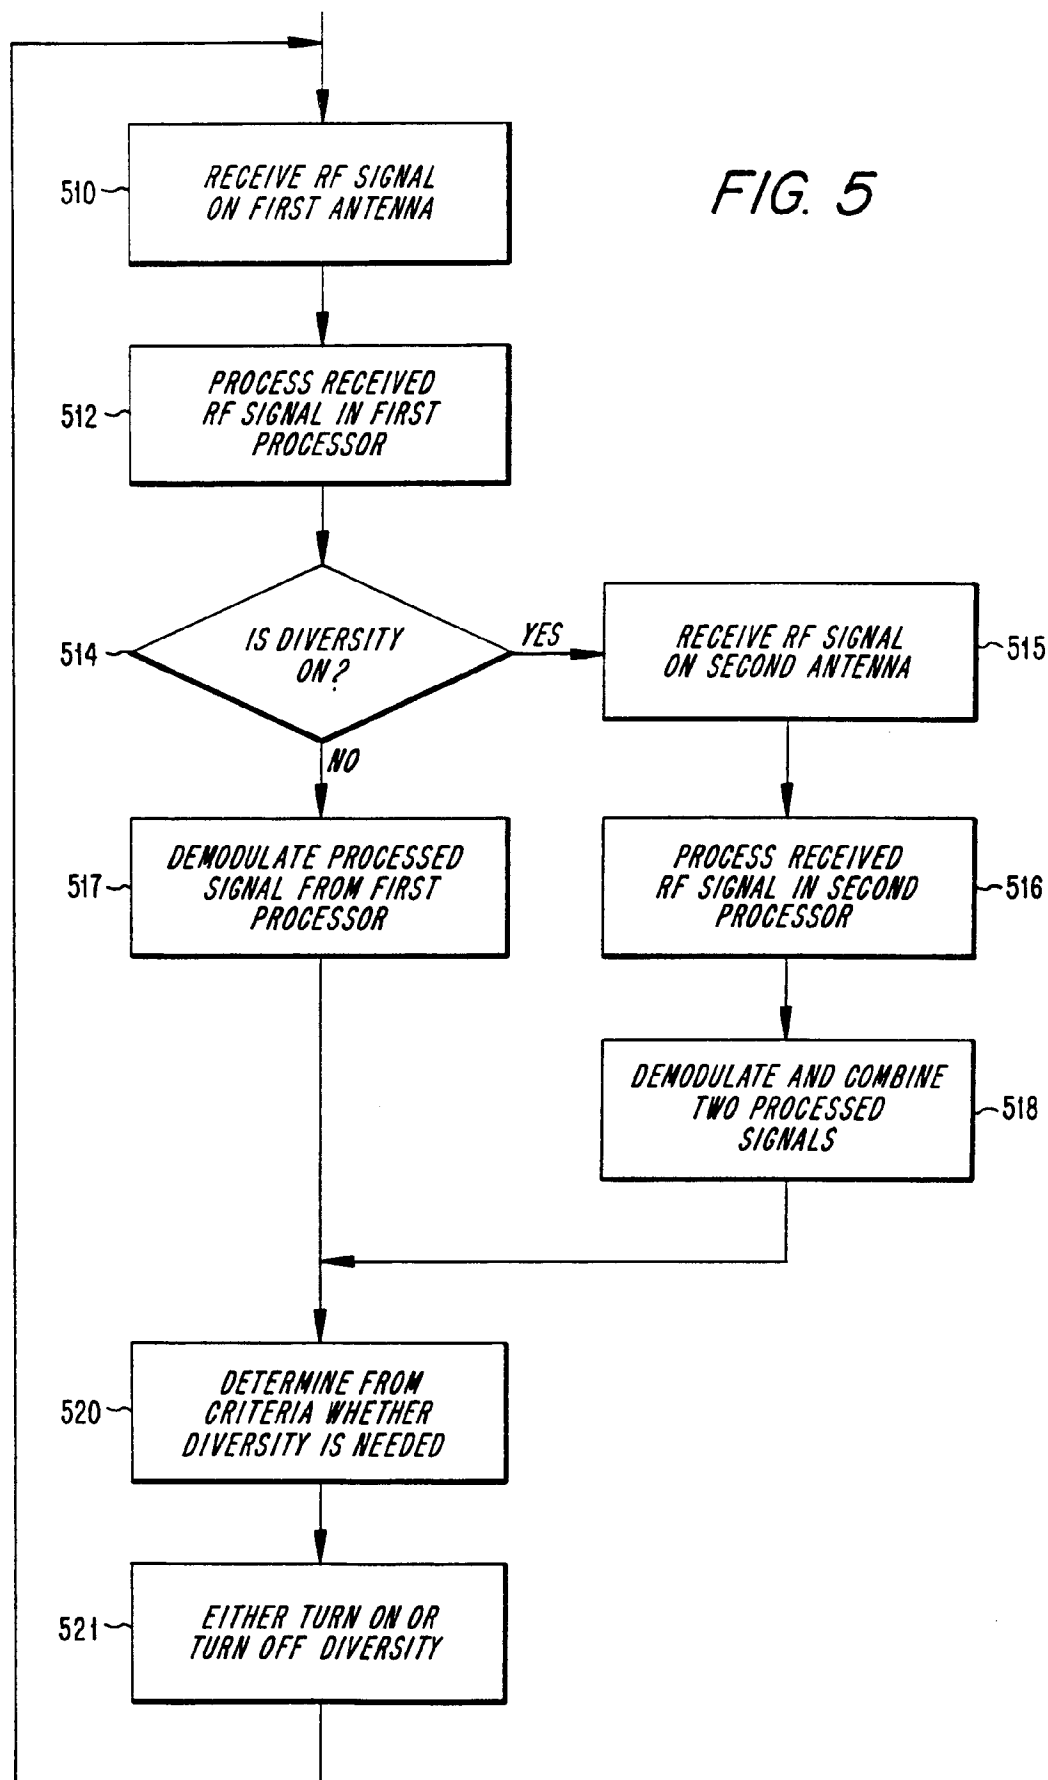 FIG. 5
510
RECEIVE RF SIGNAL
ON FIRST ANTENNA
512
PROCESS RECEIVED
RF SIGNAL IN FIRST
PROCESSOR
514
IS DIVERSITY
ON?
YES
NO
RECEIVE RF SIGNAL
ON SECOND ANTENNA
515
517
DEMODULATE PROCESSED
SIGNAL FROM FIRST
PROCESSOR
PROCESS RECEIVED
RF SIGNAL IN SECOND
PROCESSOR
516
DEMODULATE AND COMBINE
TWO PROCESSED
SIGNALS
518
520
DETERMINE FROM
CRITERIA WHETHER
DIVERSITY IS NEEDED
521
EITHER TURN ON OR
TURN OFF DIVERSITY